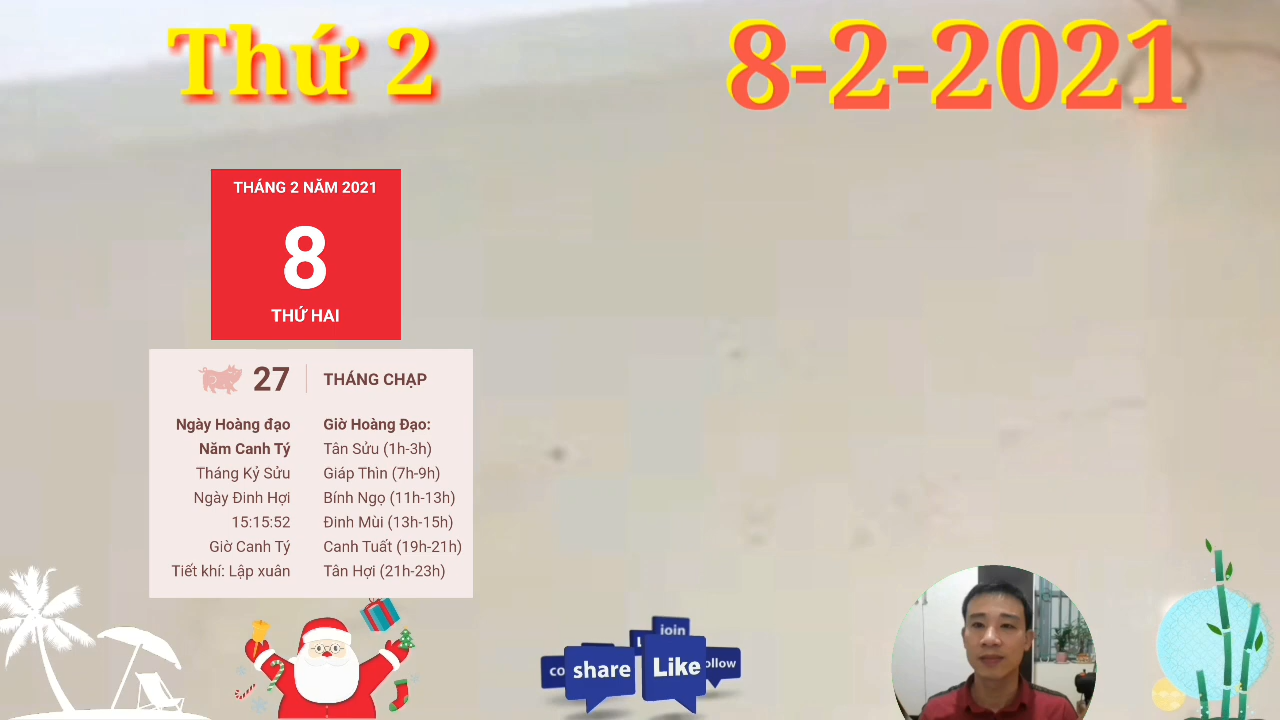 Thứ 2
8-2-2021
THÁNG 2 NĂM 2021
8
THỨ HAI
27
THÁNG CHẠP
Ngày Hoàng đạo
Năm Canh Tý
Tháng Kỷ Sửu
Ngày Đinh Hợi
15:15:52
Giờ Canh Tý
Tiết khí: Lập xuân
Giờ Hoàng Đạo:
Tân Sửu (1h-3h)
Giáp Thìn (7h-9h)
Bính Ngọ (11h-13h)
Đinh Mùi (13h-15h)
Canh Tuất (19h-21h)
Tân Hợi (21h-23h)
join
share
Like
ollow
co